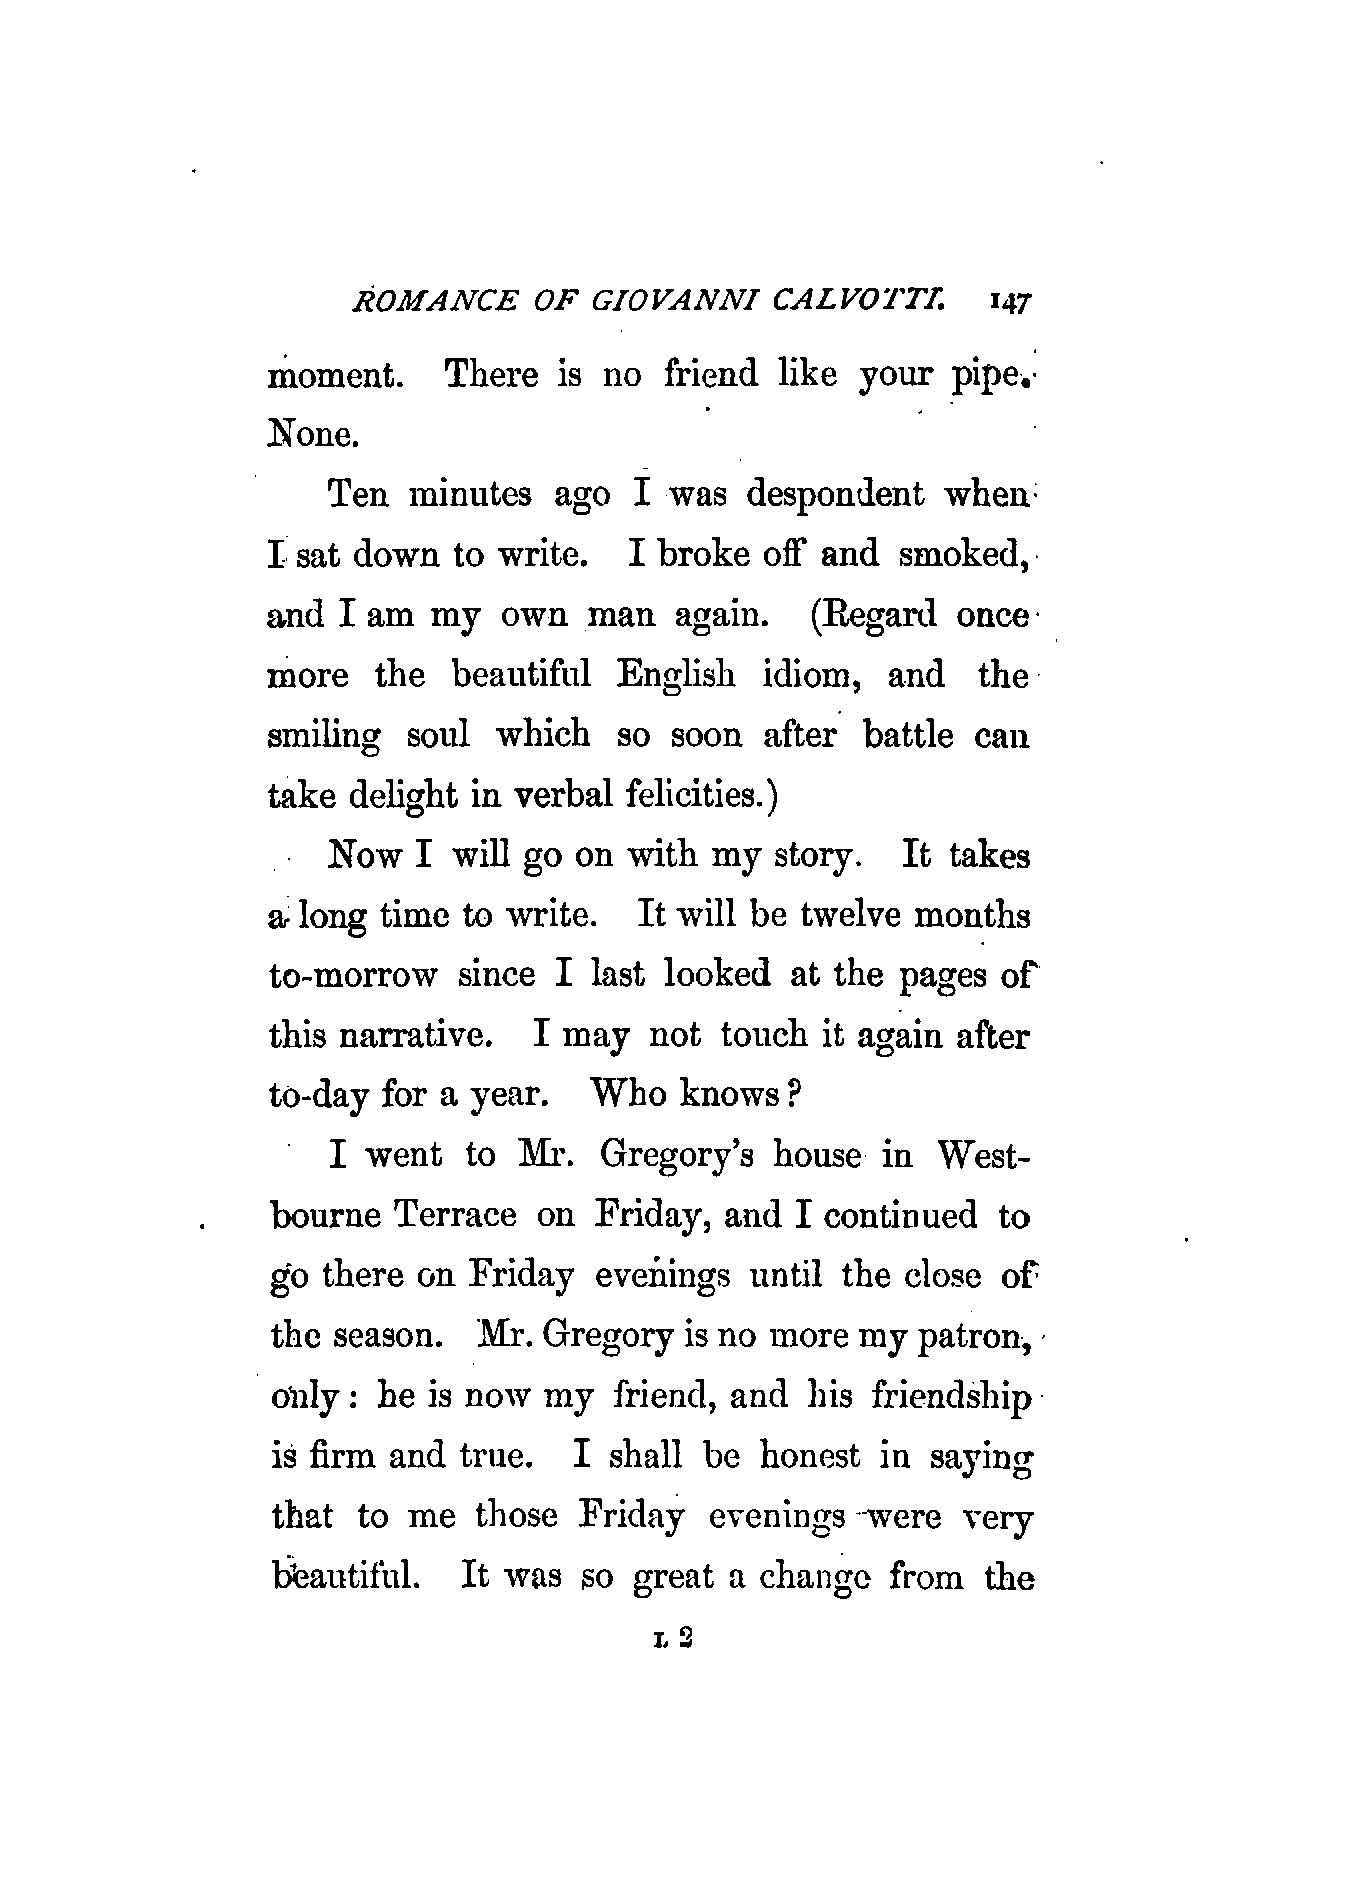 ROMANCE OF GIOVANNI CALVOTTI. 147
moment. There is no friend like your pipe.
None.
Ten minutes ago I was despondent when
I sat down to write. I broke off and smoked,
and I am my own man again. (Regard once
more the beautiful English idiom, and the
smiling soul which so soon after battle can
take delight in verbal felicities.)
Now I will go on with my story. It takes
a long time to write. It will be twelve months
to-morrow since I last looked at the pages of
this narrative. I may not touch it again after
to-day for a year. Who knows?
I went to Mr. Gregory's house in West-
bourne Terrace on Friday, and I continued to
go there on Friday evenings until the close of
the season. Mr. Gregory is no more my patron,
only: he is now my friend, and his friendship
is firm and true. I shall be honest in saying
that to me those Friday evenings were very
beautiful. It was so great a change from the
L 2